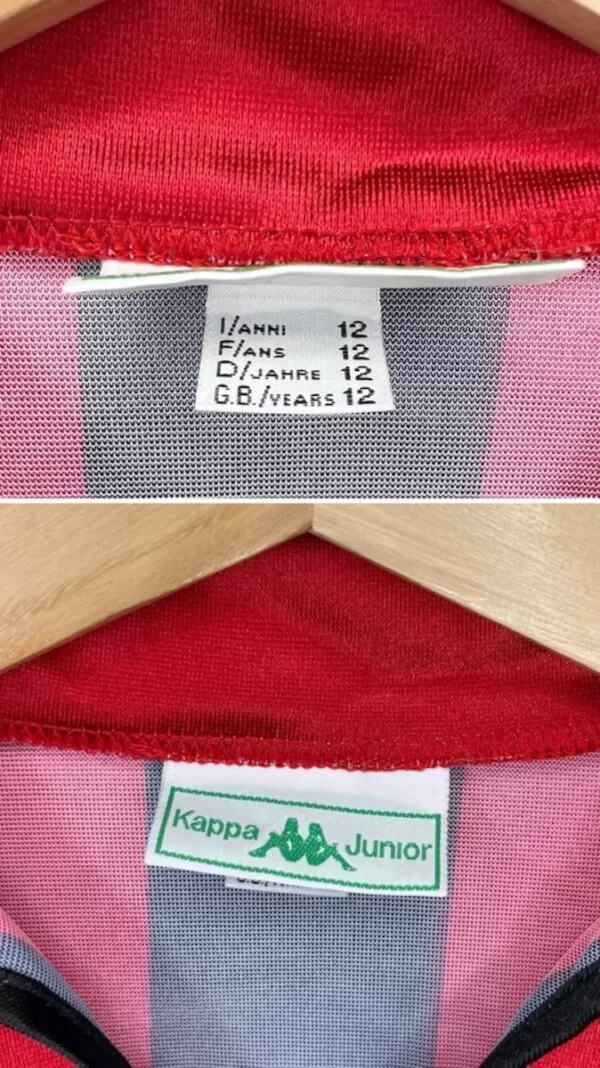 I/ANNI 12
F/ANS 12
D/JAHRE 12
G.B./YEARS 12
Kappa Junior